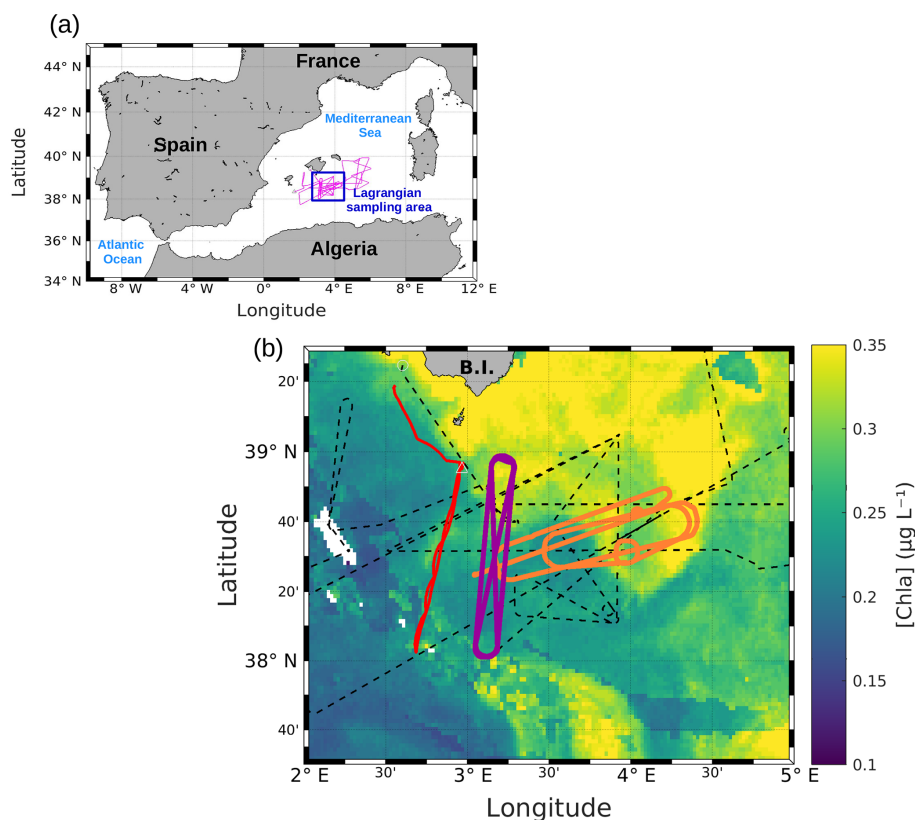 (a)
44° N
42° N
40° N
38° N
36° N
34° N
Latitude
France
Mediterranean
Sea
Spain
Lagrangian
sampling area
Atlantic
Ocean
Algeria
8° W
4° W
0°
4° E
8° E
12° E
Longitude
(b)
B.I.
20'
39° N
40'
20'
38° N
40'
Latitude
2° E
30'
3° E
30'
4° E
30'
5° E
Longitude
0.35
0.3
0.25
0.2
0.15
0.1
[Chla] (µg L⁻¹)